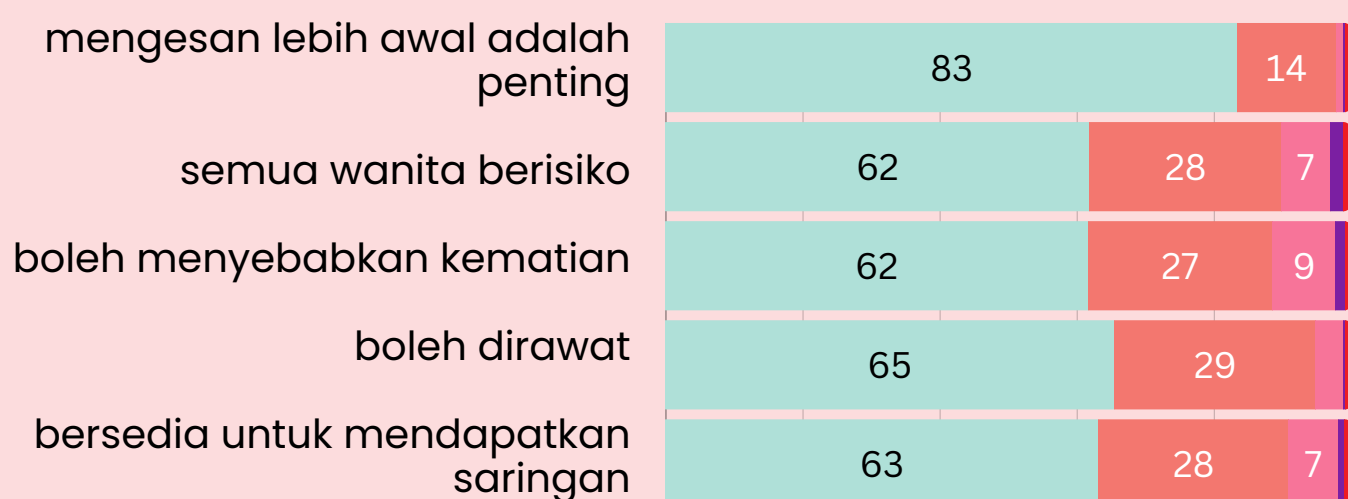 mengesan lebih awal adalah
penting
83 14
semua wanita berisiko
62 28 7
boleh menyebabkan kematian
62 27 9
boleh dirawat
65 29
bersedia untuk mendapatkan
saringan
63 28 7